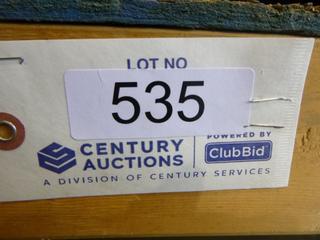 LOT NO
535
CENTURY AUCTIONS
POWERED BY
ClubBid
A DIVISION OF CENTURY SERVICES